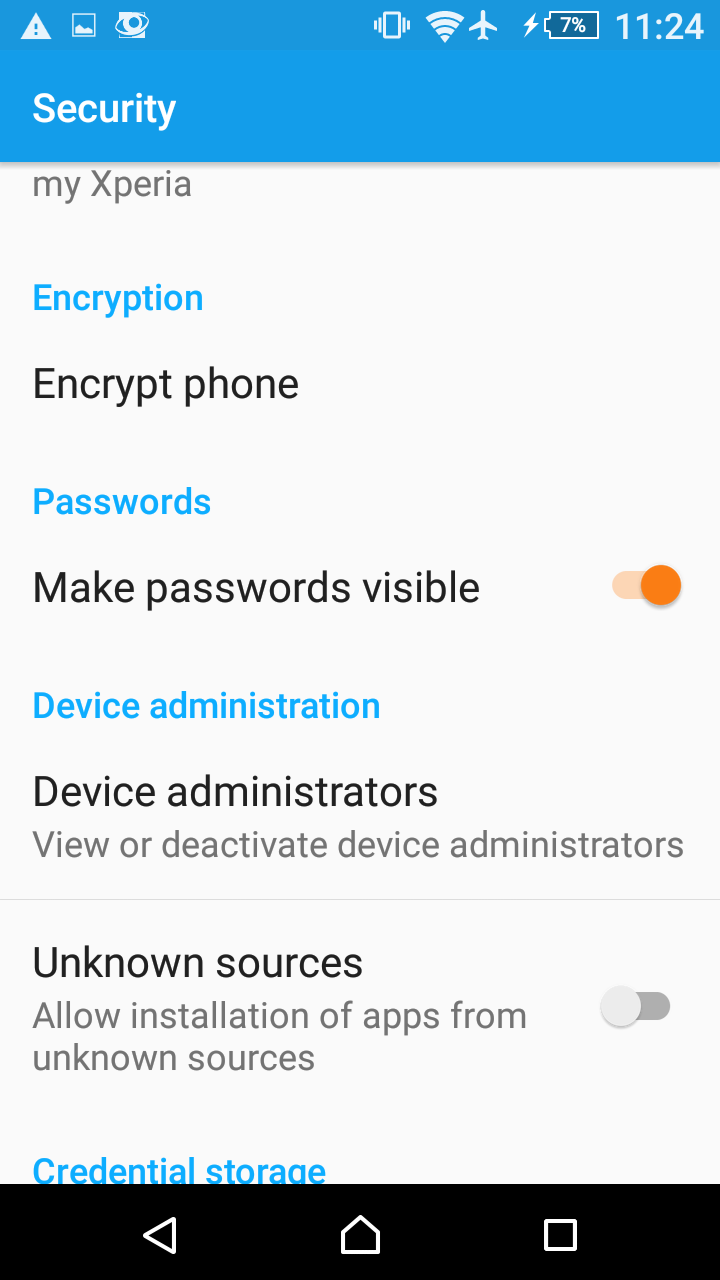 7% 11:24
Security
my Xperia
Encryption
Encrypt phone
Passwords
Make passwords visible
Device administration
Device administrators
View or deactivate device administrators
Unknown sources
Allow installation of apps from
unknown sources
Credential storage